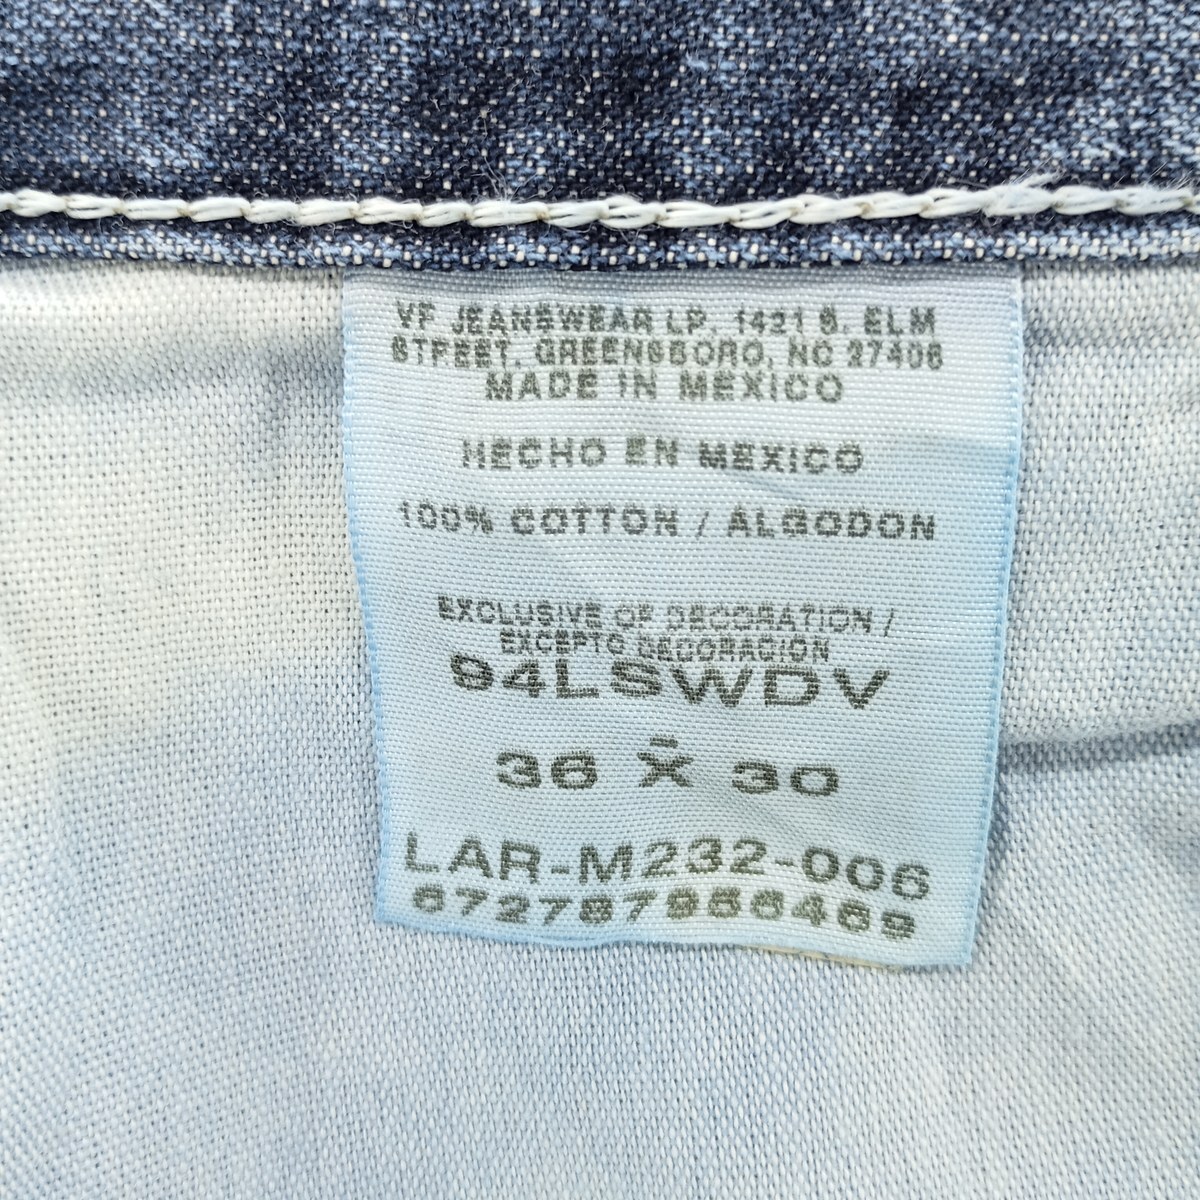 VF JEANSWEAR LP. 1421 S. ELM
STREET, GREENSBORO, NC 27406
MADE IN MEXICO
HECHO EN MEXICO
100% COTTON / ALGODON
EXCLUSIVE OF DECORATION /
EXCEPTO DECORACION
94LSWDV
36 X 30
LAR-M232-006